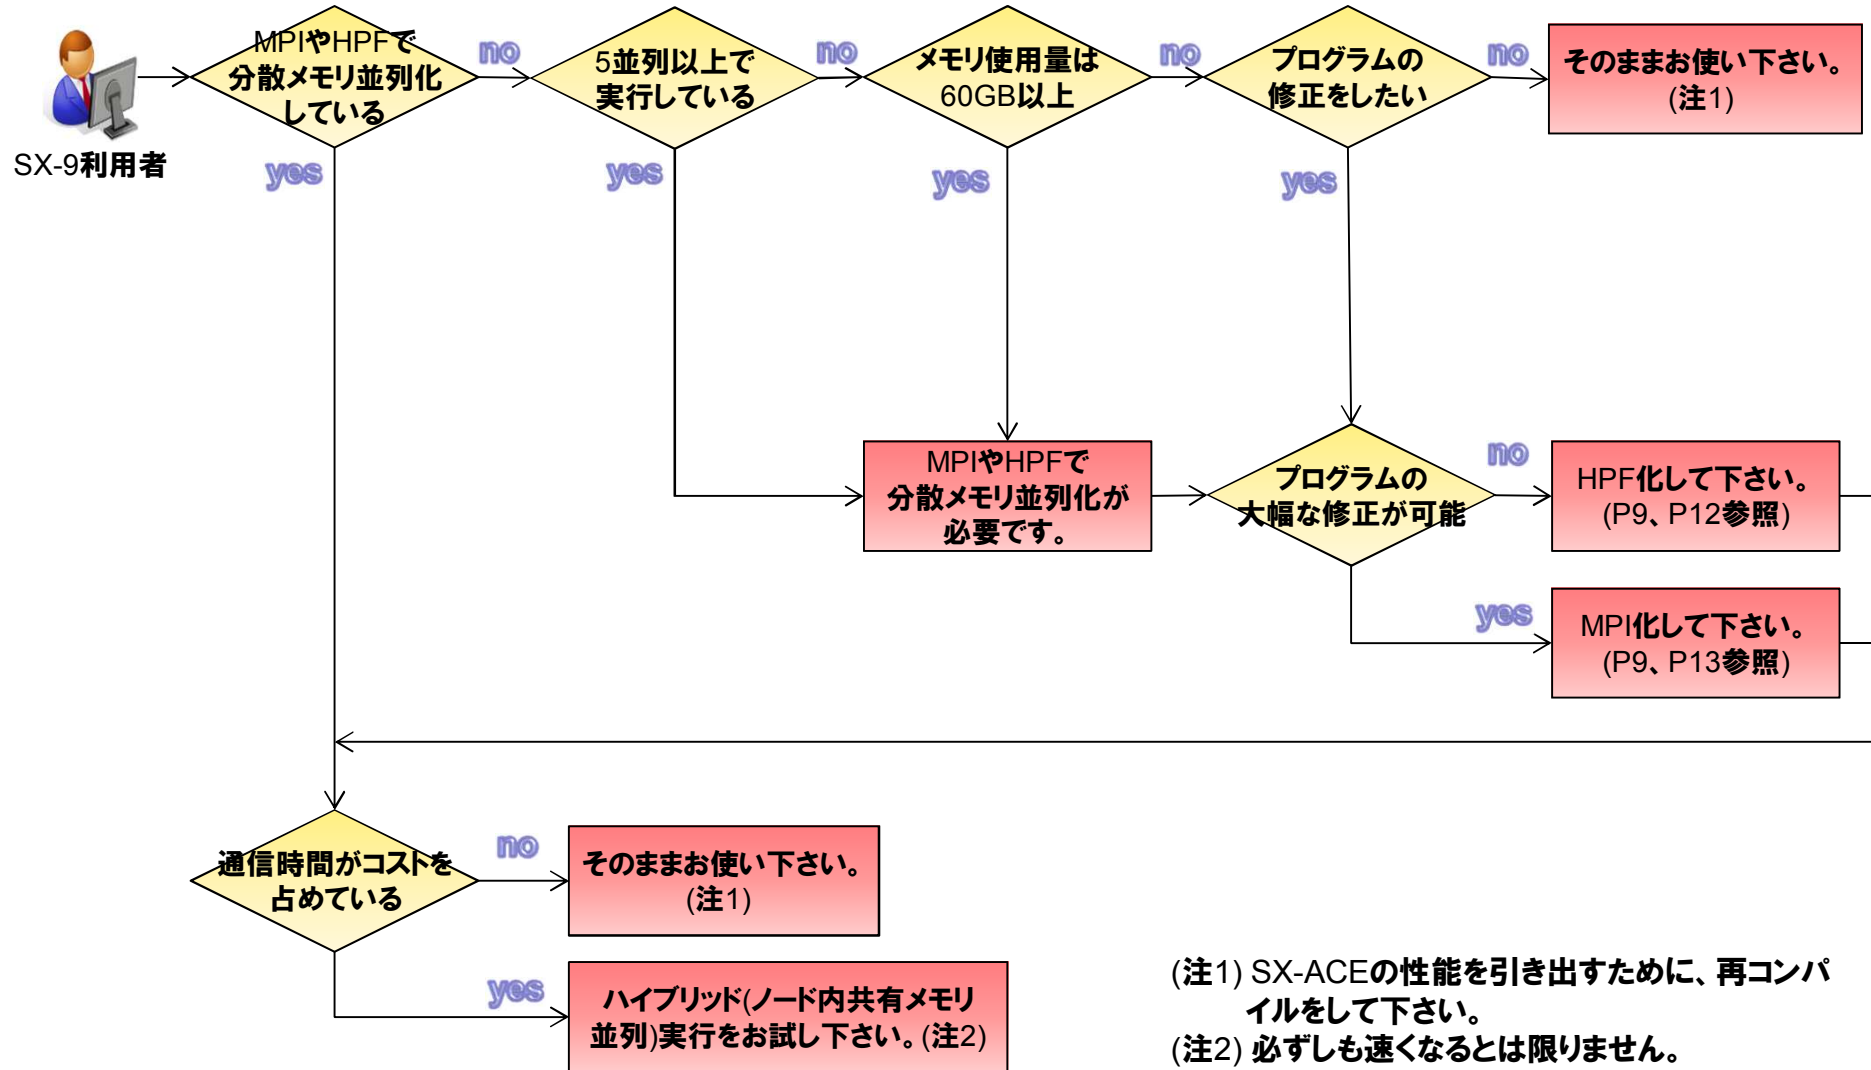 MPIやHPFで
分散メモリ並列化
している
no
5並列以上で
実行している
no
メモリ使用量は
60GB以上
no
プログラムの
修正をしたい
no
そのままお使い下さい。
(注1)
SX-9利用者
yes
yes
yes
yes
MPIやHPFで
分散メモリ並列化が
必要です。
プログラムの
大幅な修正が可能
no
HPF化して下さい。
(P9、P12参照)
yes
MPI化して下さい。
(P9、P13参照)
通信時間がコストを
占めている
no
そのままお使い下さい。
(注1)
yes
ハイブリッド(ノード内共有メモリ
並列)実行をお試し下さい。(注2)
(注1) SX-ACEの性能を引き出すために、再コンパ
イルをして下さい。
(注2) 必ずしも速くなるとは限りません。